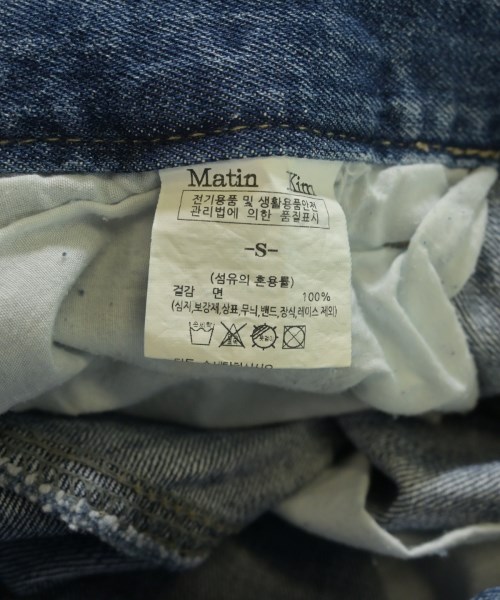 Matin Kim
전기용품 및 생활용품안전
관리법에 의한 품질표시
-S-
(섬유의 혼용률)
겉감 면 100%
(심지,보강재,상표,무늬,밴드,장식,레이스 제외)